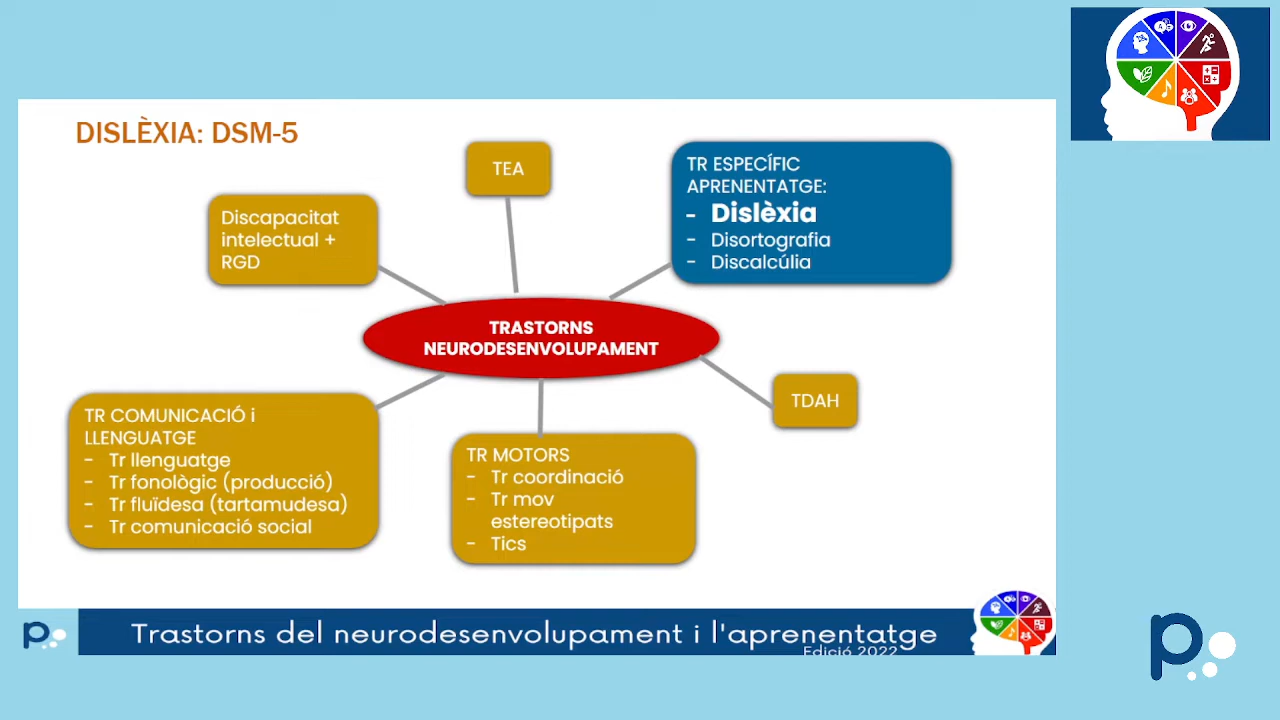 DISLÈXIA: DSM-5
TEA
TR ESPECÍFIC
APRENENTATGE:
- Dislèxia
- Disortografia
- Discalcúlia
Discapacitat
intelectual +
RGD
TRASTORNS
NEURODESENVOLUPAMENT
TDAH
TR COMUNICACIÓ i
LLENGUATGE
- Tr llenguatge
- Tr fonològic (producció)
- Tr fluïdesa (tartamudesa)
- Tr comunicació social
TR MOTORS
- Tr coordinació
- Tr mov
estereotipats
- Tics
p.
Trastorns del neurodesenvolupament i l'aprenentatge
Edició 2022
p